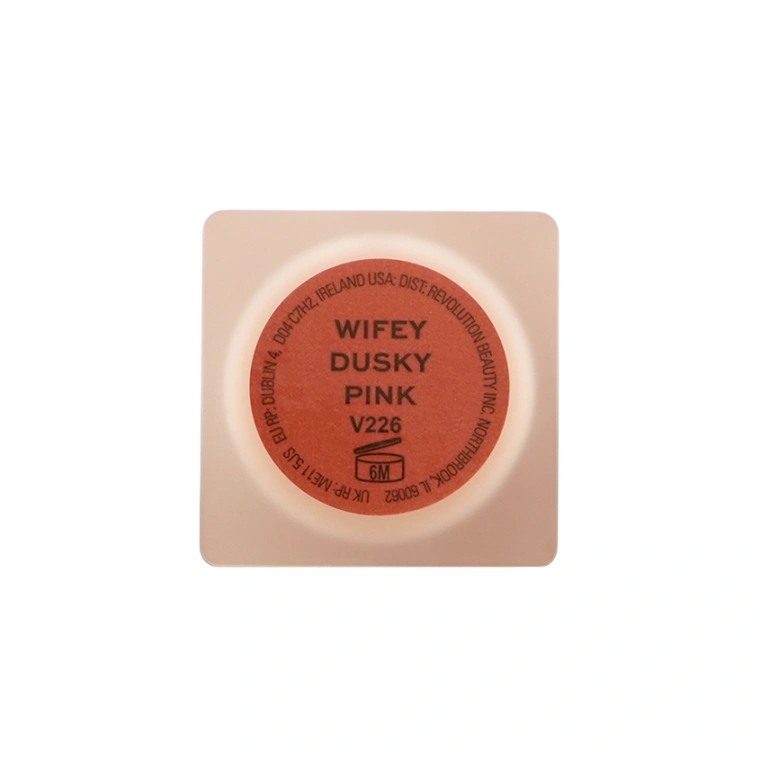 WIFEY
DUSKY
PINK
V226
6M
UK RP: ME11 5JS EU RP: DUBLIN 4, D04 C7H2, IRELAND USA: DIST: REVOLUTION BEAUTY INC. NORTHBROOK, IL 60062